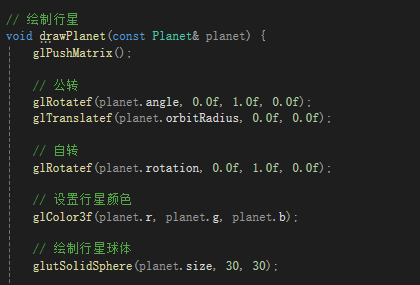 // 绘制行星
void drawPlanet(const Planet& planet) {
glPushMatrix();
// 公转
glRotatef(planet.angle, 0.0f, 1.0f, 0.0f);
glTranslatef(planet.orbitRadius, 0.0f, 0.0f);
// 自转
glRotatef(planet.rotation, 0.0f, 1.0f, 0.0f);
// 设置行星颜色
glColor3f(planet.r, planet.g, planet.b);
// 绘制行星球体
glutSolidSphere(planet.size, 30, 30);